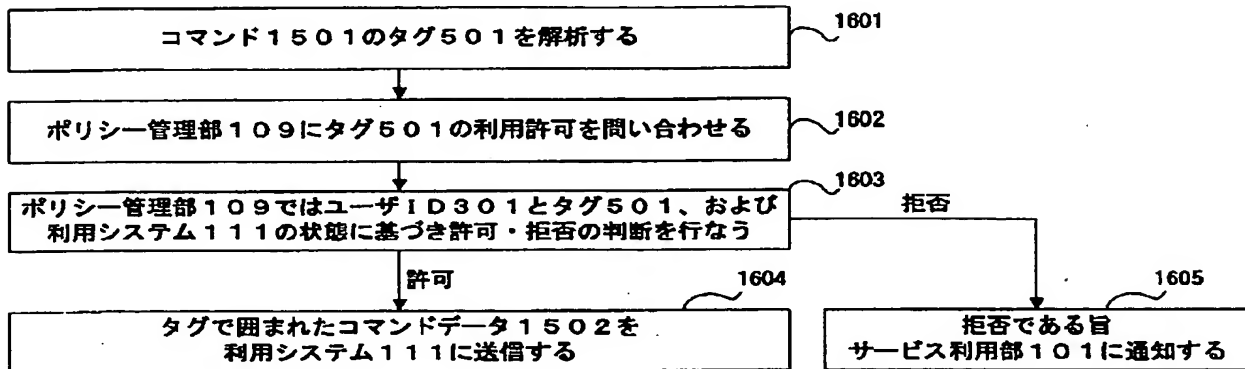 コマンド1501のタグ501を解析する
1601
ポリシー管理部109にタグ501の利用許可を問い合わせる
1602
1603
ポリシー管理部109ではユーザID301とタグ501、および
利用システム111の状態に基づき許可・拒否の判断を行なう
拒否
許可
1604
タグで囲まれたコマンドデータ1502を
利用システム111に送信する
1605
拒否である旨
サービス利用部101に通知する